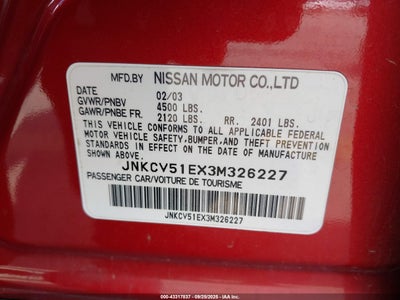 MFD.BY NISSAN MOTOR CO.,LTD
DATE 02/03
GVWR/PNBV 4500 LBS.
GAWR/PNBE FR. 2120 LBS. RR. 2401 LBS.
THIS VEHICLE CONFORMS TO ALL APPLICABLE FEDERAL
MOTOR VEHICLE SAFETY,BUMPER,AND THEFT PREVENTION
STANDARDS IN EFFECT ON THE DATE OF MANUFACTURE
SHOWN ABOVE.
JNKCV51EX3M326227
PASSENGER CAR/VOITURE DE TOURISME
JNKCV51EX3M326227
000-43317837 - 09/29/2025 - IAAI